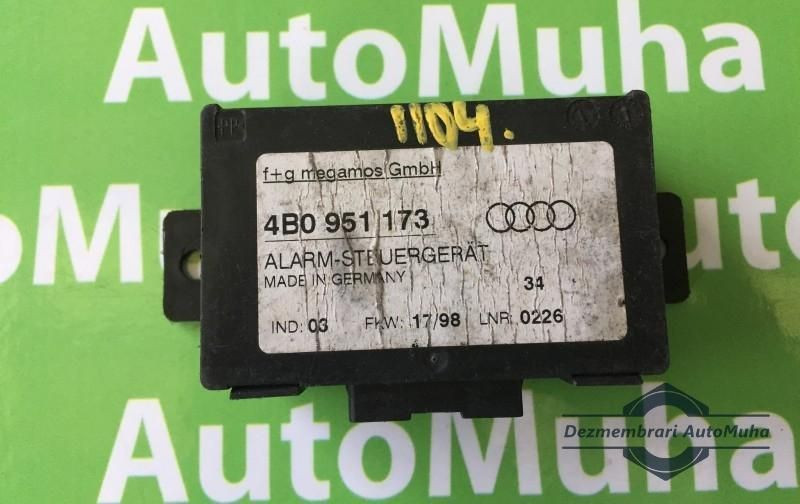 AutoMuha
1104.
PP
f+g megamos GmbH
4B0 951 173
ALARM-STEUERGERÄT
MADE IN GERMANY
34
IND: 03 FKW: 17/98 LNR: 0226
Dezmembrari AutoMuha
AutoMuha